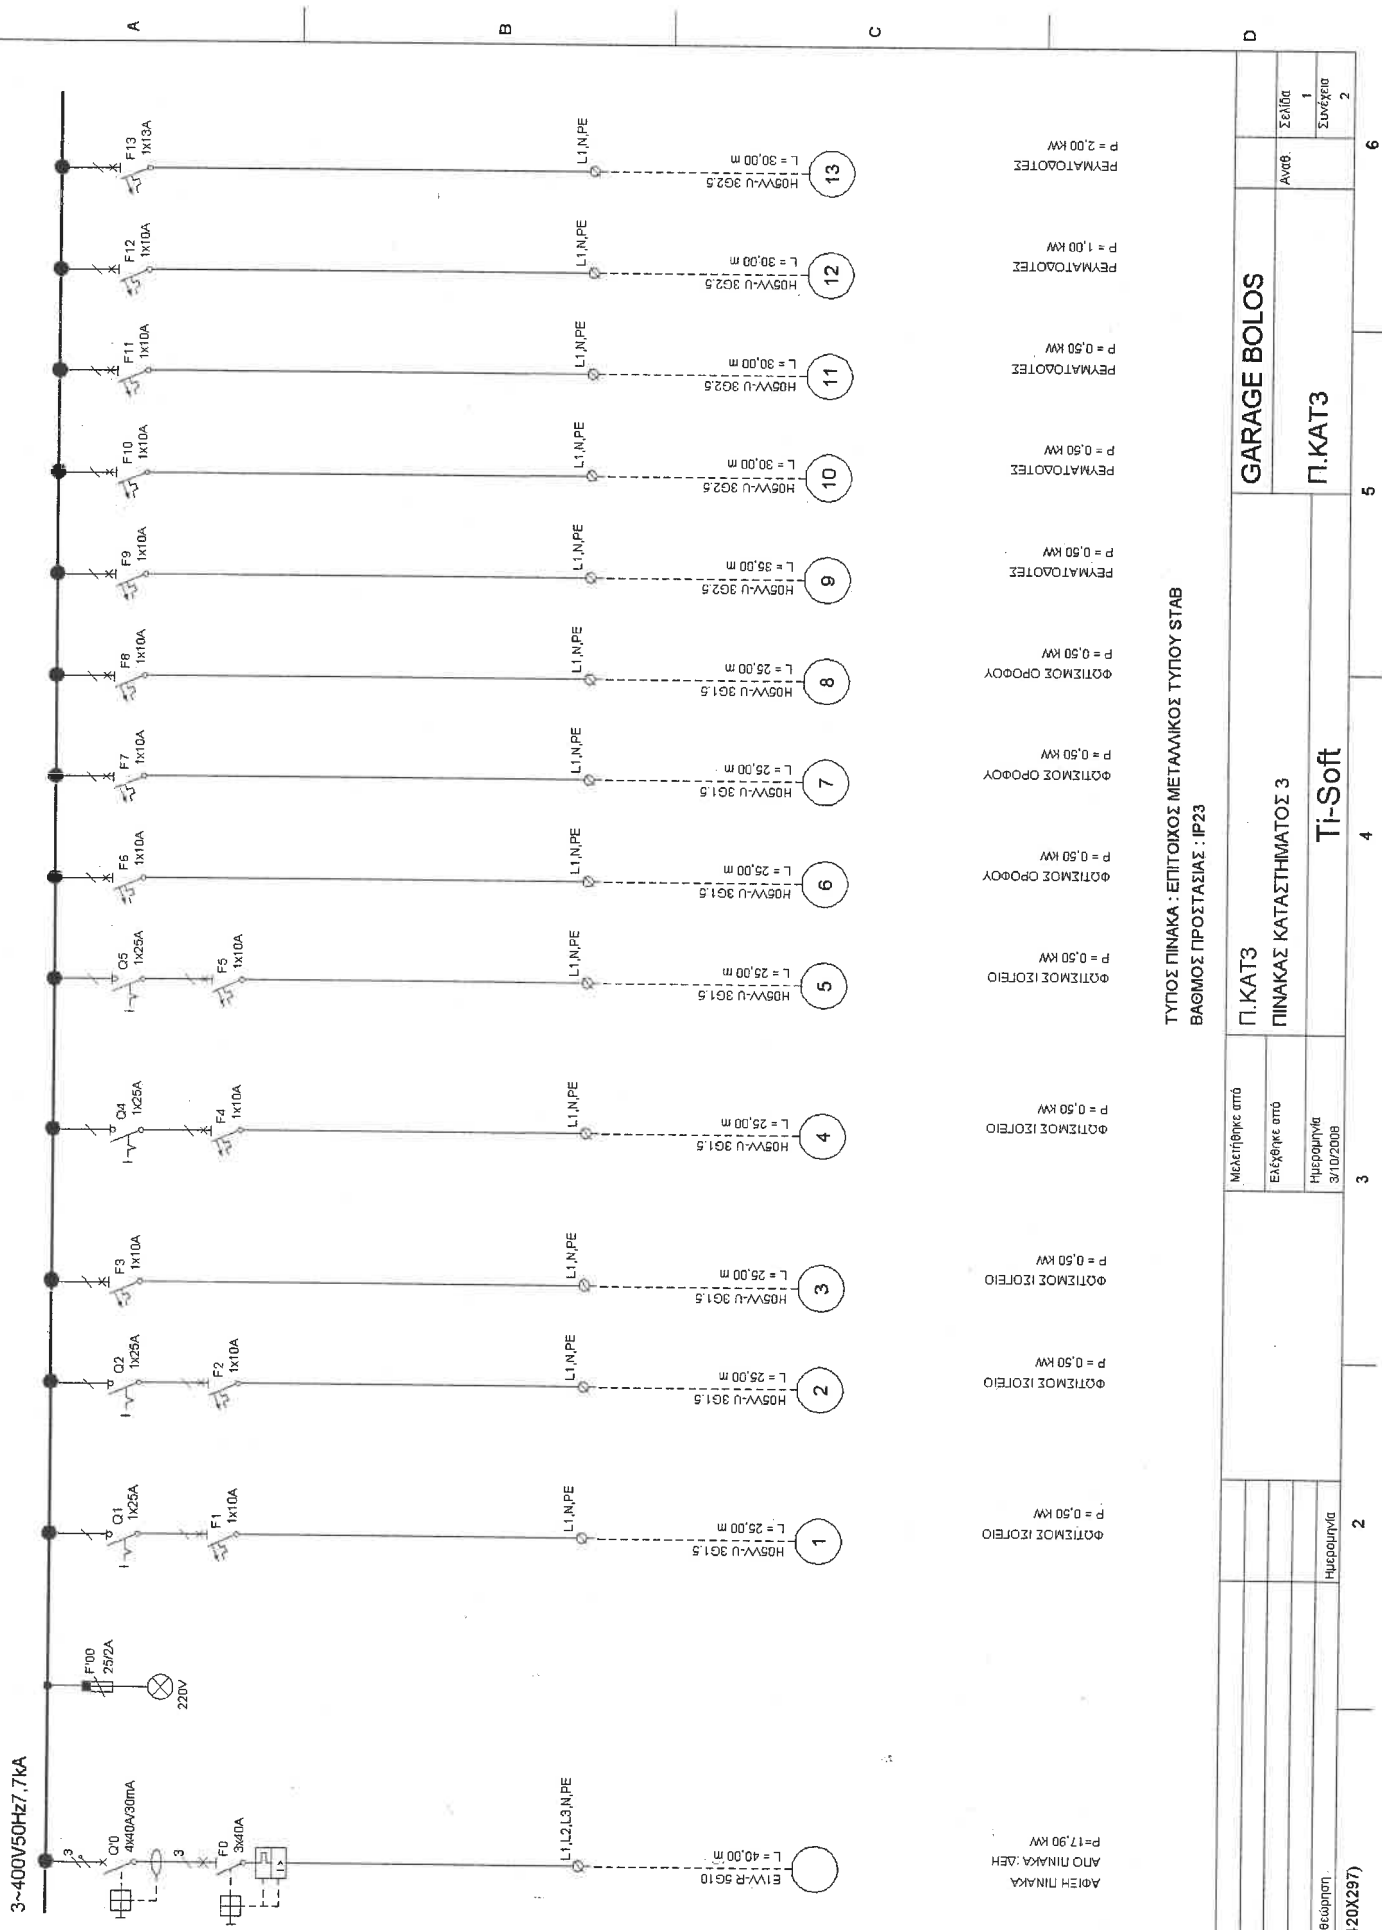 3~400V50Hz7,7kA
A
B
C
D
3
Q'0
4x40A/30mA
3
F0
3x40A
L1,L2,L3,N,PE
E1VV-R 5G10
L = 40,00 m
ΑΦΙΞΗ ΠΙΝΑΚΑ
ΑΠΟ ΠΙΝΑΚΑ :ΔΕΗ
P=17,90 KW
F'00
25/2A
220V
Q1
1x25A
F1
1x10A
L1,N,PE
H05VV-U 3G1.5
L = 25,00 m
1
ΦΩΤΙΣΜΟΣ ΙΣΟΓΕΙΟ
P = 0,50 KW
Q2
1x25A
F2
1x10A
L1,N,PE
H05VV-U 3G1.5
L = 25,00 m
2
ΦΩΤΙΣΜΟΣ ΙΣΟΓΕΙΟ
P = 0,50 KW
F3
1x10A
L1,N,PE
H05VV-U 3G1.5
L = 25,00 m
3
ΦΩΤΙΣΜΟΣ ΙΣΟΓΕΙΟ
P = 0,50 KW
Q4
1x25A
F4
1x10A
L1,N,PE
H05VV-U 3G1.5
L = 25,00 m
4
ΦΩΤΙΣΜΟΣ ΙΣΟΓΕΙΟ
P = 0,50 KW
Q5
1x25A
F5
1x10A
L1,N,PE
H05VV-U 3G1.5
L = 25,00 m
5
ΦΩΤΙΣΜΟΣ ΙΣΟΓΕΙΟ
P = 0,50 KW
F6
1x10A
L1,N,PE
H05VV-U 3G1.5
L = 25,00 m
6
ΦΩΤΙΣΜΟΣ ΟΡΟΦΟΥ
P = 0,50 KW
F7
1x10A
L1,N,PE
H05VV-U 3G1.5
L = 25,00 m
7
ΦΩΤΙΣΜΟΣ ΟΡΟΦΟΥ
P = 0,50 KW
F8
1x10A
L1,N,PE
H05VV-U 3G1.5
L = 25,00 m
8
ΦΩΤΙΣΜΟΣ ΟΡΟΦΟΥ
P = 0,50 KW
F9
1x10A
L1,N,PE
H05VV-U 3G2.5
L = 35,00 m
9
ΡΕΥΜΑΤΟΔΟΤΕΣ
P = 0,50 KW
F10
1x10A
L1,N,PE
H05VV-U 3G2.5
L = 30,00 m
10
ΡΕΥΜΑΤΟΔΟΤΕΣ
P = 0,50 KW
F11
1x10A
L1,N,PE
H05VV-U 3G2.5
L = 30,00 m
11
ΡΕΥΜΑΤΟΔΟΤΕΣ
P = 0,50 KW
F12
1x10A
L1,N,PE
H05VV-U 3G2.5
L = 30,00 m
12
ΡΕΥΜΑΤΟΔΟΤΕΣ
P = 1,00 KW
F13
1x13A
L1,N,PE
H05VV-U 3G2.5
L = 30,00 m
13
ΡΕΥΜΑΤΟΔΟΤΕΣ
P = 2,00 KW
ΤΥΠΟΣ ΠΙΝΑΚΑ : ΕΠΙΤΟΙΧΟΣ ΜΕΤΑΛΛΙΚΟΣ ΤΥΠΟΥ STAB
ΒΑΘΜΟΣ ΠΡΟΣΤΑΣΙΑΣ : IP23
θεώρηση
Ημερομηνία
Μελετήθηκε από
Ελέγχθηκε από
Ημερομηνία
3/10/2008
Π.ΚΑΤ3
ΠΙΝΑΚΑΣ ΚΑΤΑΣΤΗΜΑΤΟΣ 3
Ti-Soft
GARAGE BOLOS
Π.ΚΑΤ3
Αναθ.
Σελίδα
1
Συνέχεια
2
20X297)
2
3
4
5
6